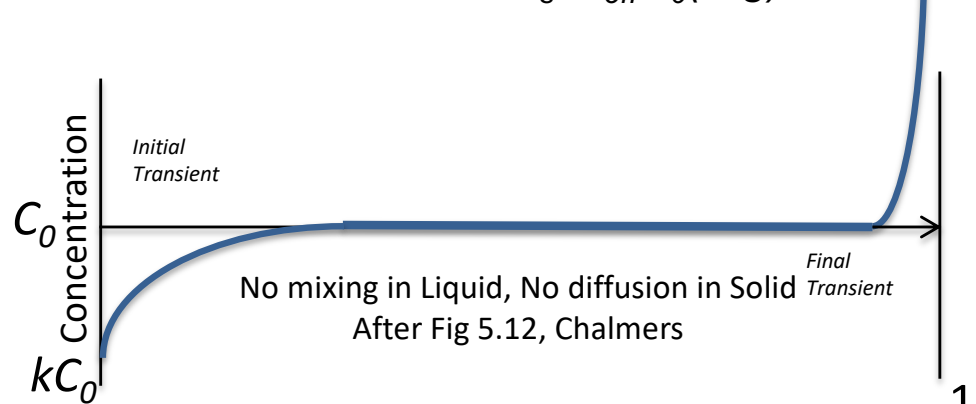 Initial
Transient
Concentration
C0
Final
No mixing in Liquid, No diffusion in Solid Transient
After Fig 5.12, Chalmers
kC0
1